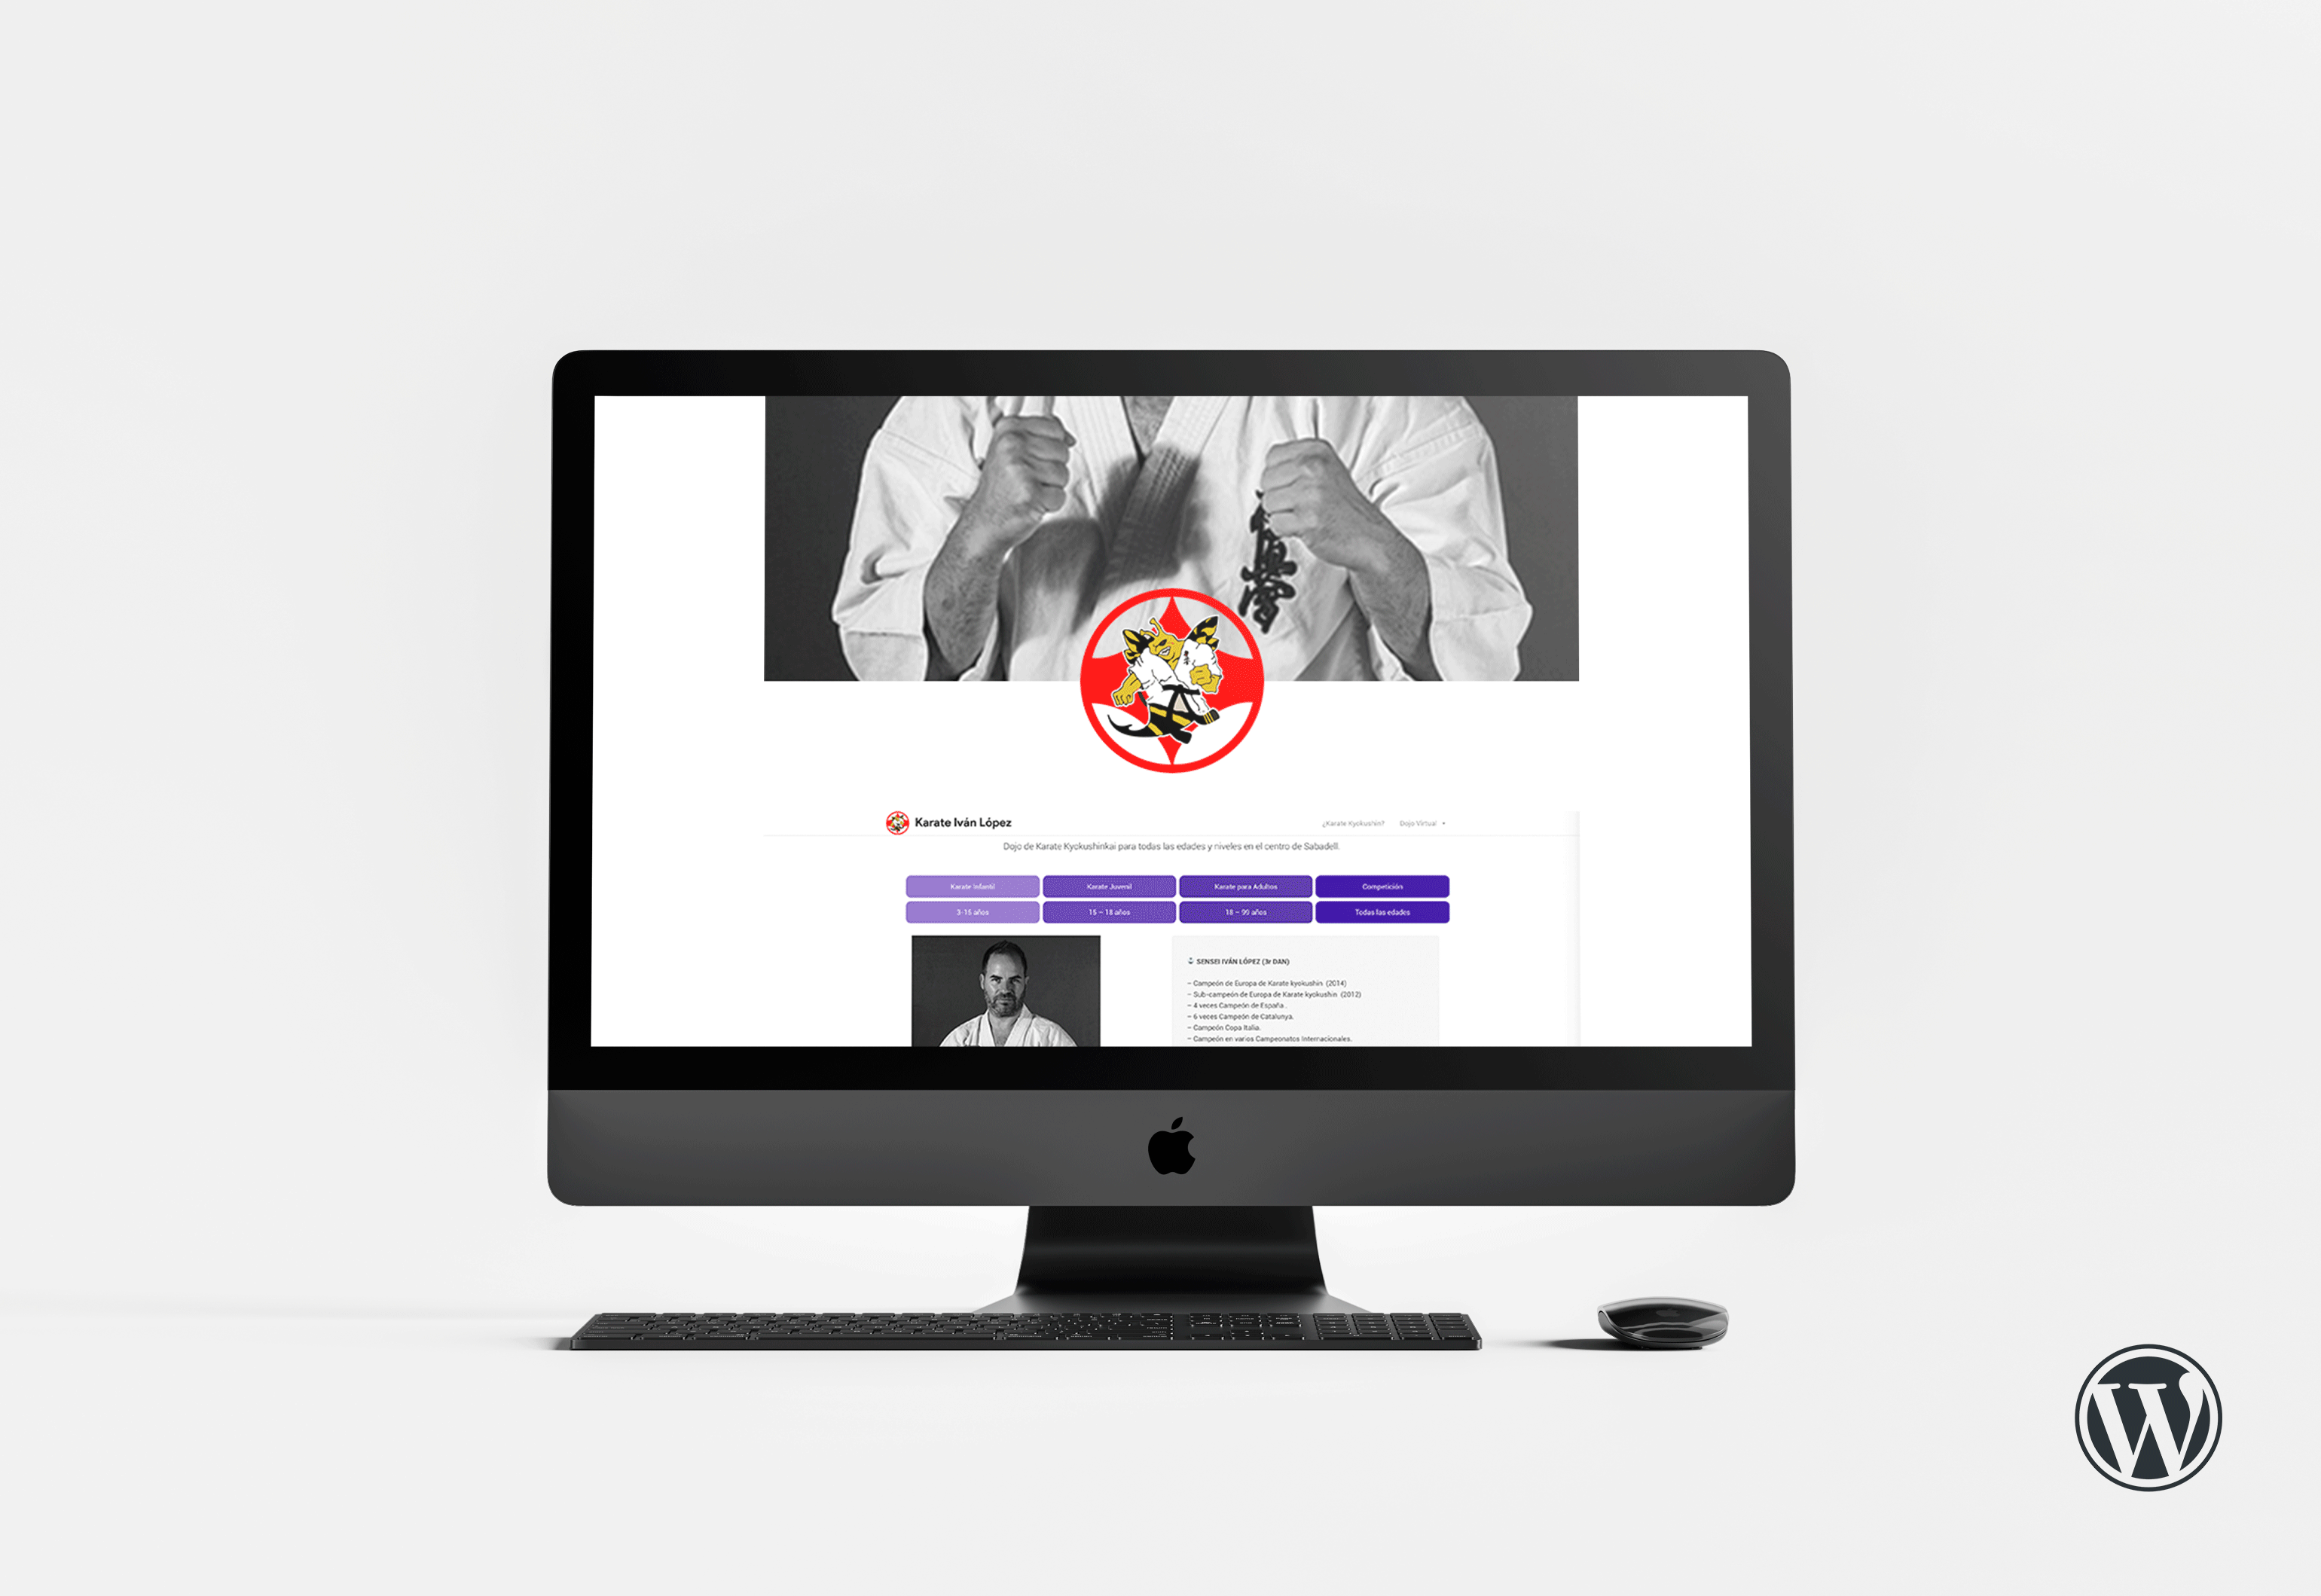 極真會
Karate Iván López
¿Karate Kyokushin?
Dojo Virtual
Dojo de Karate Kyokushinkai para todas las edades y niveles en el centro de Sabadell.
Karate Infantil
Karate Juvenil
Karate para Adultos
Competición
3-15 años
15 – 18 años
18 – 99 años
Todas las edades
SENSEI IVÁN LÓPEZ (3r DAN)
– Campeón de Europa de Karate kyokushin (2014)
– Sub-campeón de Europa de Karate kyokushin (2012)
– 4 veces Campeón de España.
– 6 veces Campeón de Catalunya.
– Campeón Copa Italia.
– Campeón en varios Campeonatos Internacionales.